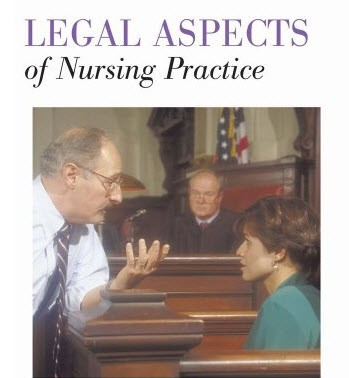 LEGAL ASPECTS
of Nursing Practice